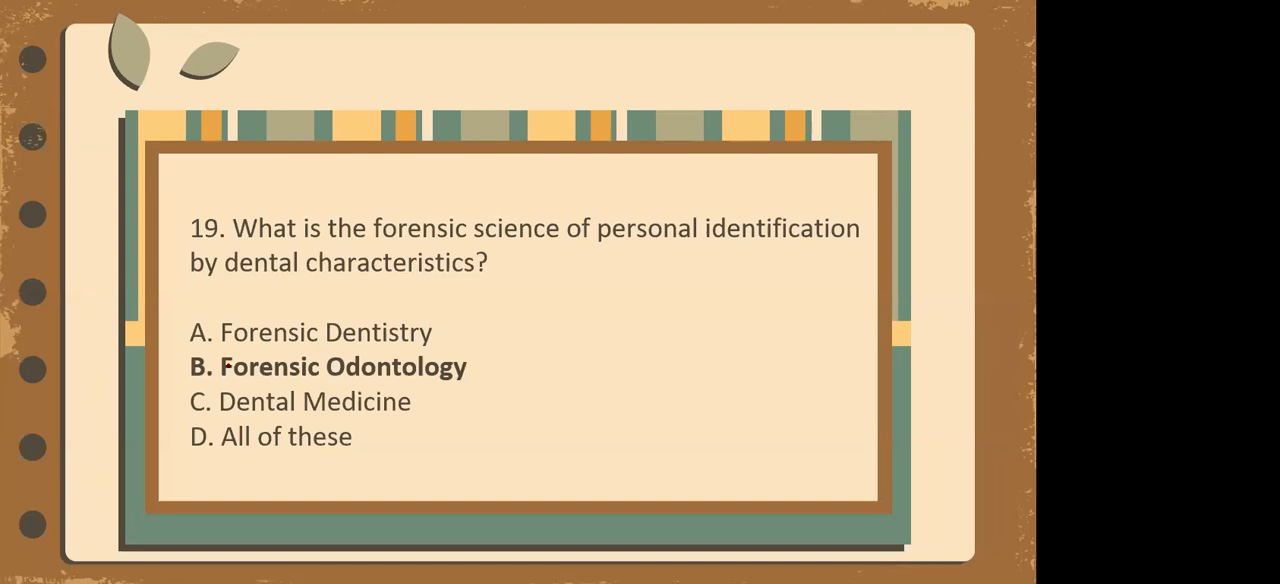 19. What is the forensic science of personal identification
by dental characteristics?
A. Forensic Dentistry
B. Forensic Odontology
C. Dental Medicine
D. All of these